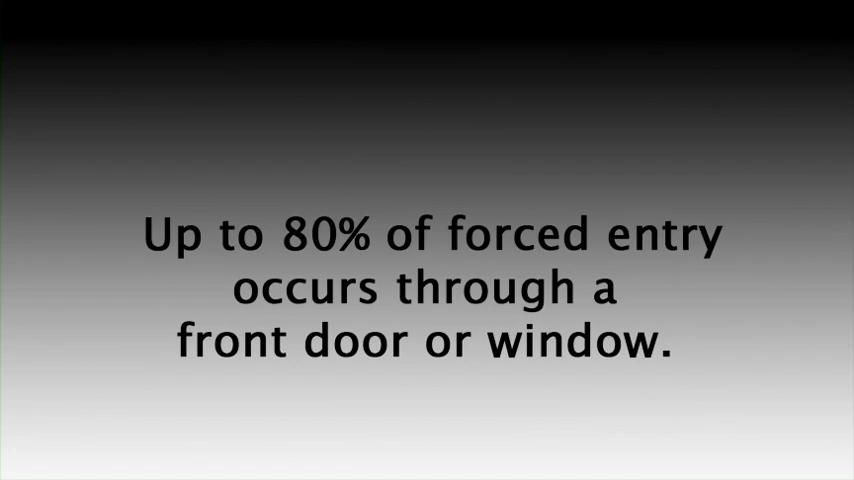 Up to 80% of forced entry
occurs through a
front door or window.